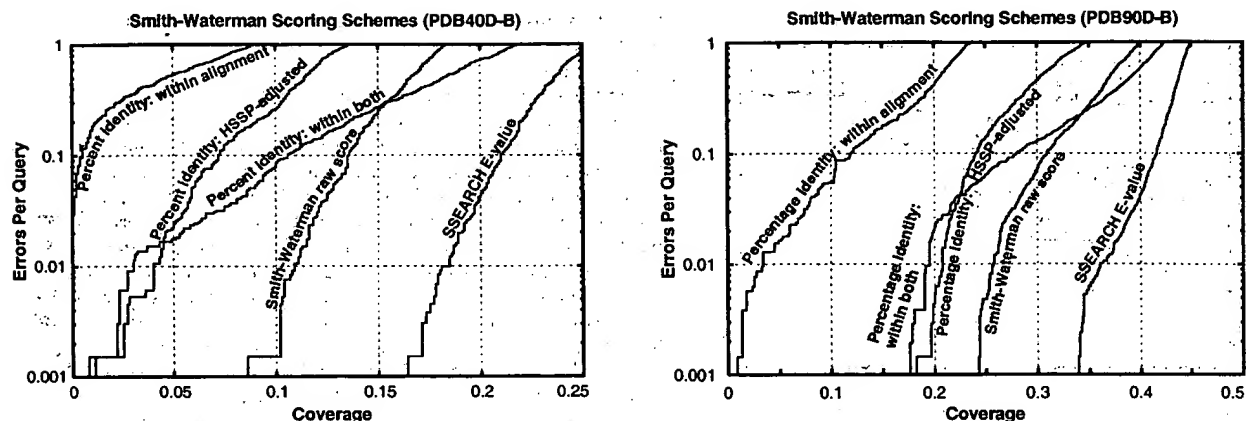 Smith-Waterman Scoring Schemes (PDB40D-B)
1
0.1
0.01
0.001
Errors Per Query
Percent Identity: within alignment
Percent Identity: HSSP-adjusted
Percent Identity: within both
Smith-Waterman raw score
SSEARCH E-value
0
0.05
0.1
0.15
0.2
0.25
Coverage
Smith-Waterman Scoring Schemes (PDB90D-B)
1
0.1
0.01
0.001
Errors Per Query
Percentage Identity: within alignment
Percentage Identity:
within both
Percentage Identity:
HSSP-adjusted
Smith-Waterman raw score
SSEARCH E-value
0
0.1
0.2
0.3
0.4
0.5
Coverage